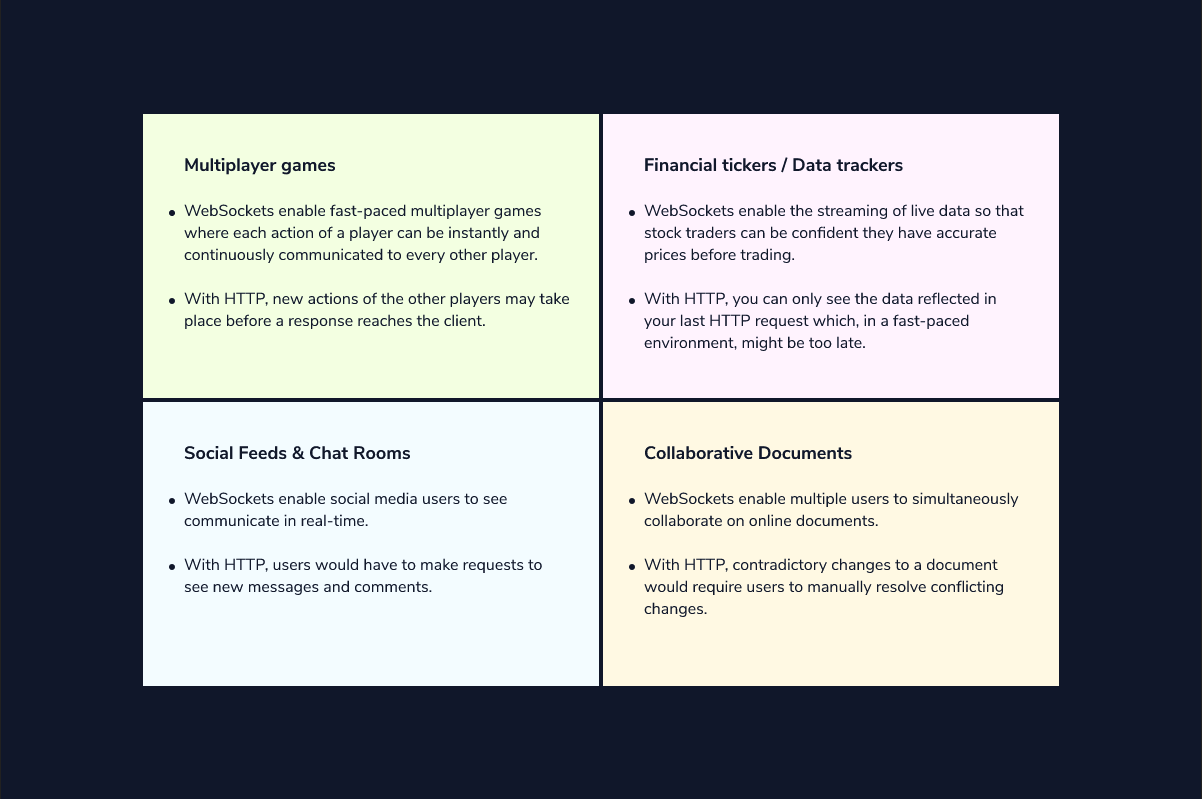 Multiplayer games
• WebSockets enable fast-paced multiplayer games
where each action of a player can be instantly and
continuously communicated to every other player.
• With HTTP, new actions of the other players may take
place before a response reaches the client.
Financial tickers / Data trackers
• WebSockets enable the streaming of live data so that
stock traders can be confident they have accurate
prices before trading.
• With HTTP, you can only see the data reflected in
your last HTTP request which, in a fast-paced
environment, might be too late.
Social Feeds & Chat Rooms
• WebSockets enable social media users to see
communicate in real-time.
• With HTTP, users would have to make requests to
see new messages and comments.
Collaborative Documents
• WebSockets enable multiple users to simultaneously
collaborate on online documents.
• With HTTP, contradictory changes to a document
would require users to manually resolve conflicting
changes.